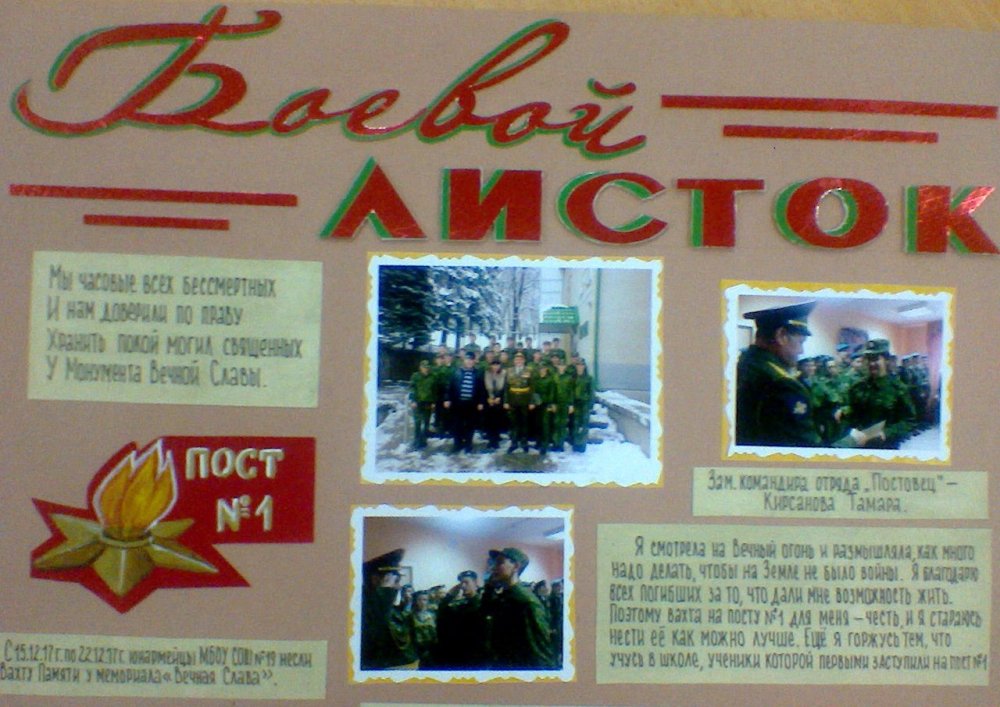 Боевой
ЛИСТОК
Мы часовые всех бессмертных
И нам доверили по праву
Хранить покой могил священных
У Монумента Вечной Славы.
ПОСТ
№1
С 15.12.17г. по 22.12.17г. юнармейцы МБОУ СОШ №19 несли
Вахту Памяти у мемориала «Вечная Слава».
Зам. командира отряда „Постовец" –
Кирсанова Тамара.
Я смотрела на Вечный огонь и размышляла, как много
надо делать, чтобы на Земле не было войны. Я благодарю
всех погибших за то, что дали мне возможность жить.
Поэтому вахта на посту №1 для меня – честь, и я стараюсь
нести её как можно лучше. Ещё я горжусь тем, что
учусь в школе, ученики которой первыми заступили на пост №1